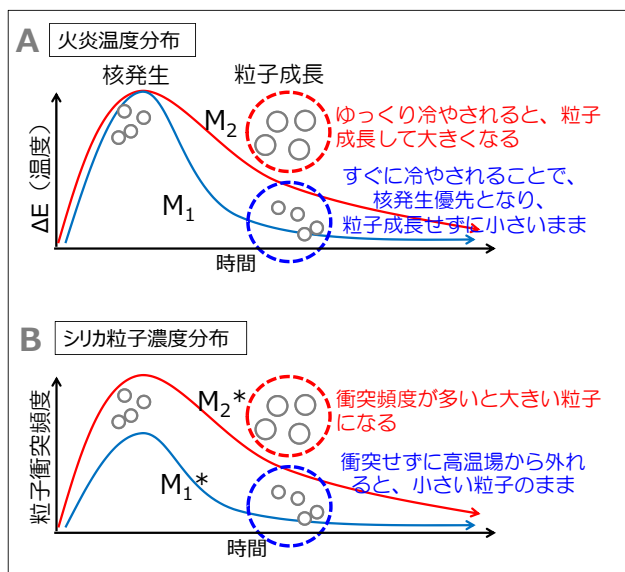 A 火炎温度分布
核発生
粒子成長
M2
M1
ゆっくり冷やされると、粒子
成長して大きくなる
すぐに冷やされることで、
核発生優先となり、
粒子成長せずに小さいまま
ΔE（温度）
時間
B シリカ粒子濃度分布
M2*
M1*
衝突頻度が多いと大きい粒子
になる
衝突せずに高温場から外れ
ると、小さい粒子のまま
粒子衝突頻度
時間